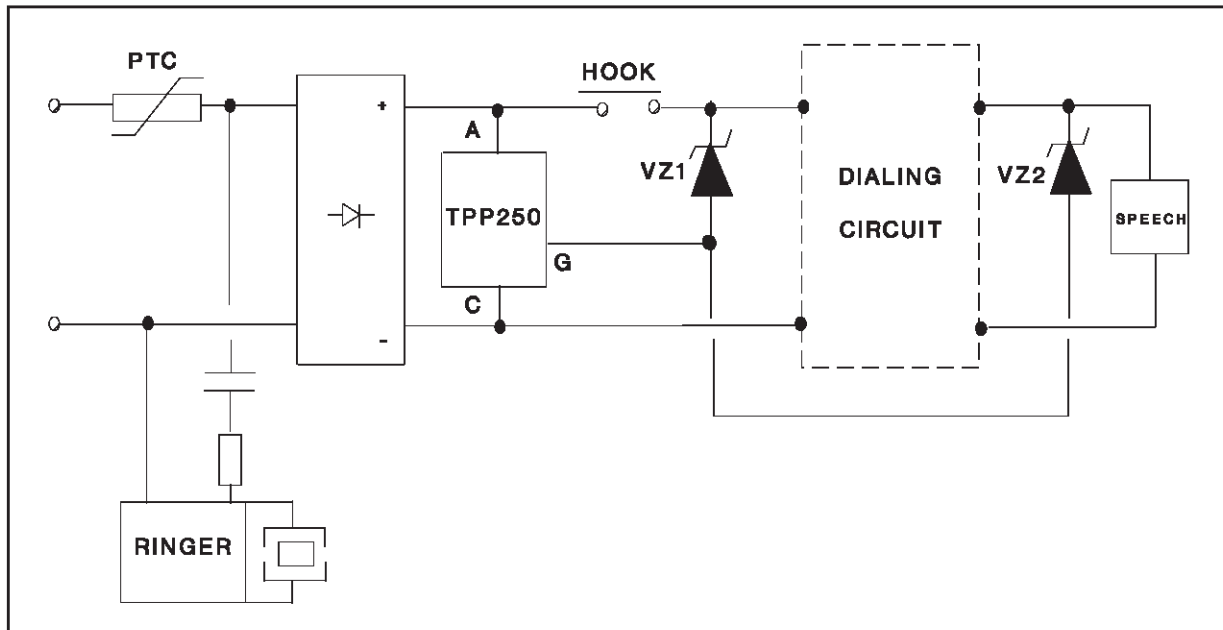 PTC
HOOK
+
A
VZ1
DIALING
CIRCUIT
VZ2
SPEECH
TPP250
G
C
-
RINGER